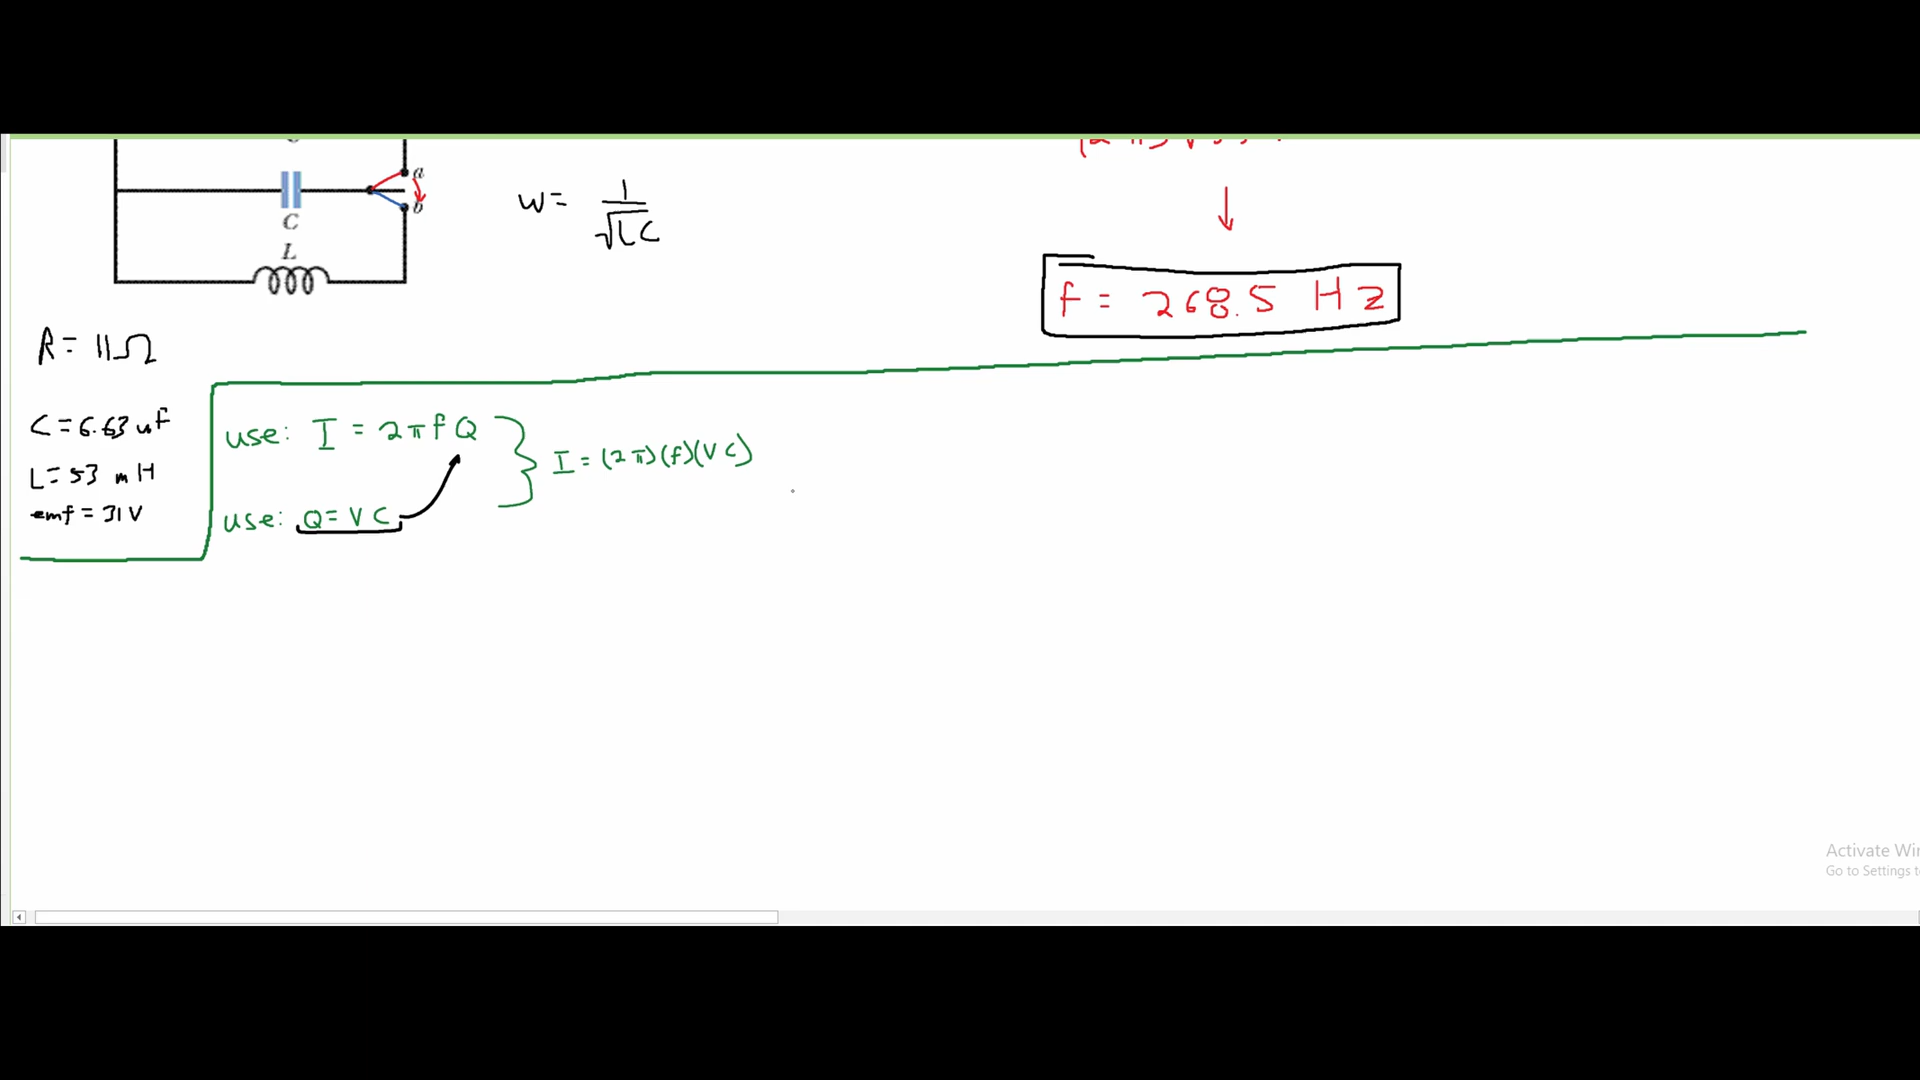 a
b
C
L
W = 1/√LC
↓
f = 268.5 Hz
R = 11Ω
C = 6.63 uf
L = 53 mH
emf = 31V
use: I = 2πfQ
I = (2π)(f)(VC)
use: Q = VC
Activate Wi
Go to Settings t